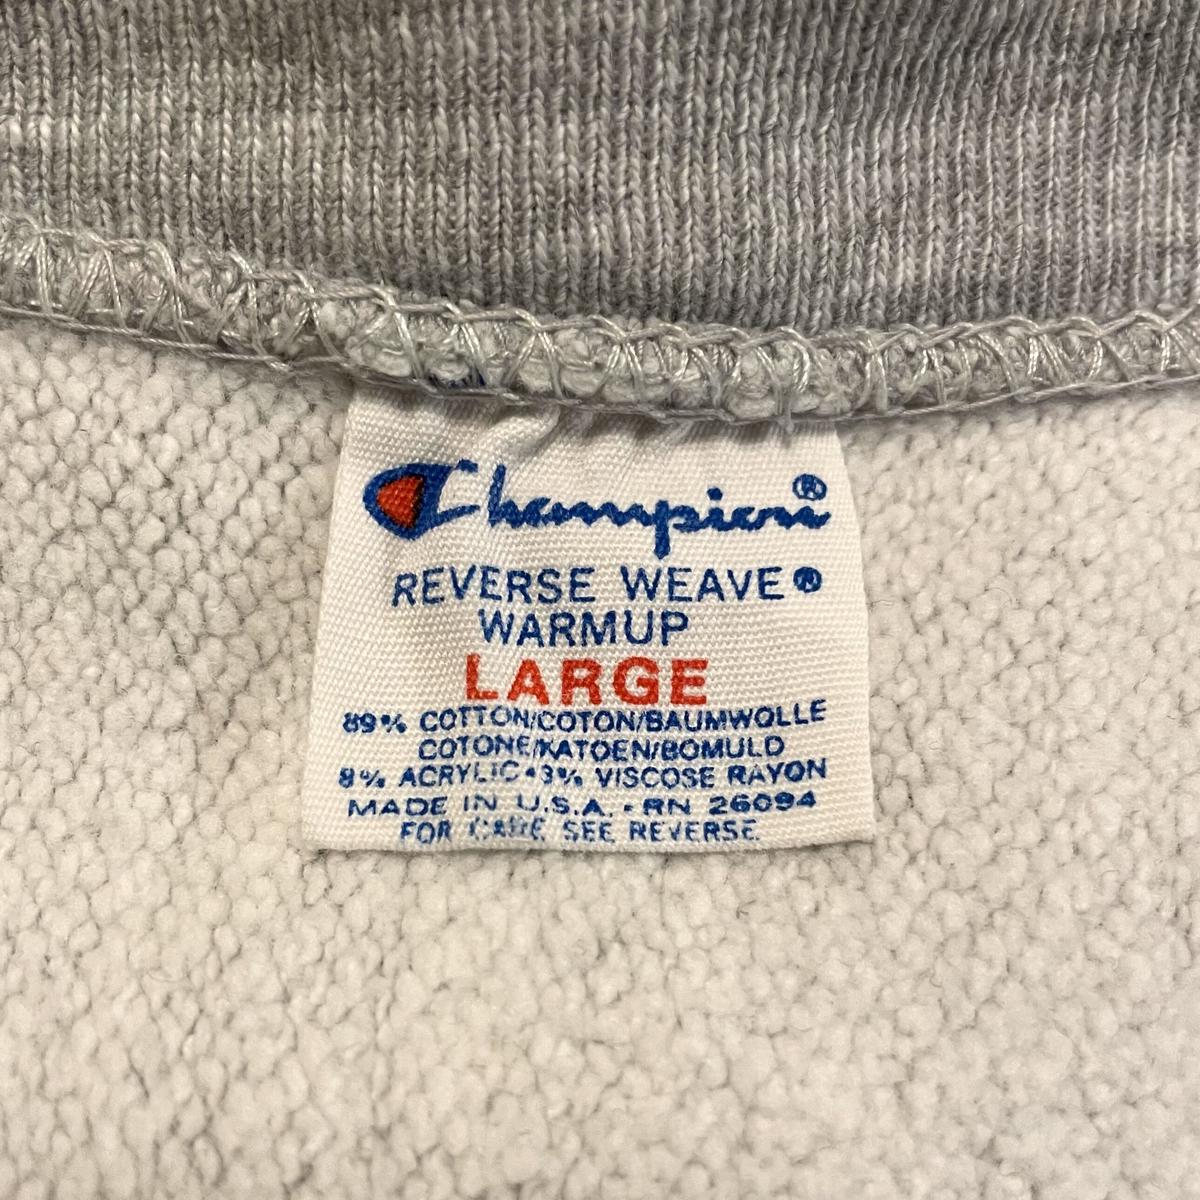 Champion®
REVERSE WEAVE®
WARMUP
LARGE
89% COTTON/COTON/BAUMWOLLE
COTONE/KATOEN/BOMULD
8% ACRYLIC•3% VISCOSE RAYON
MADE IN U.S.A. • RN 26094
FOR CARE SEE REVERSE